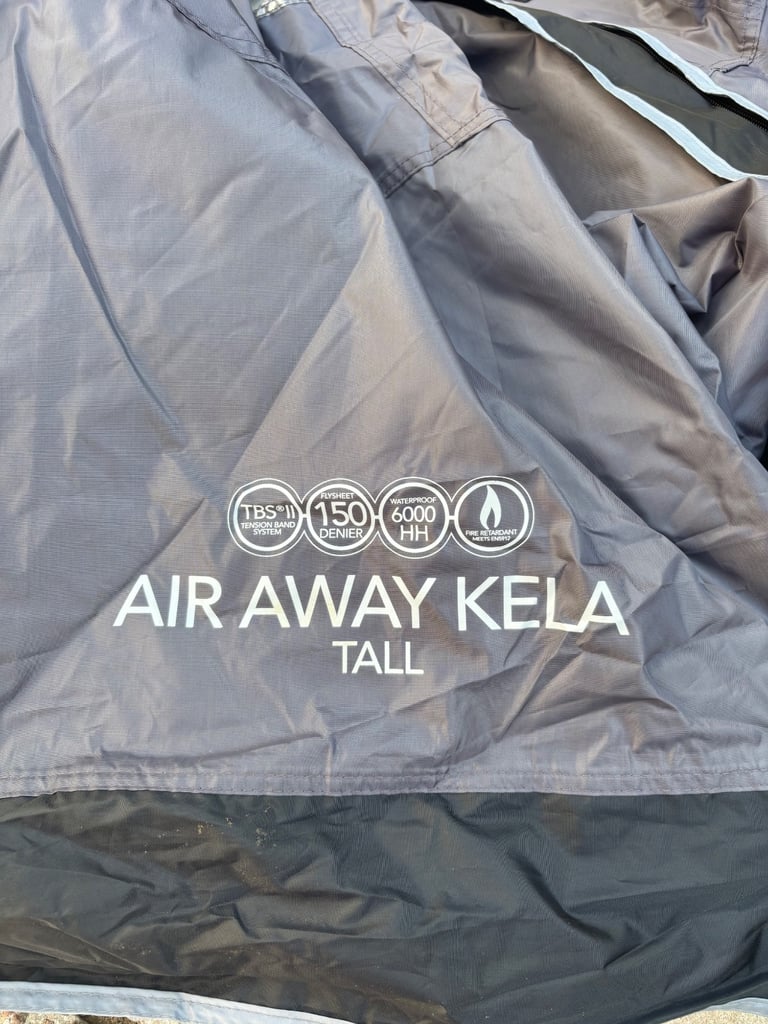 TBS® II
TENSION BAND
SYSTEM
FLYSHEET
150
DENIER
WATERPROOF
6000
HH
FIRE RETARDANT
MEETS EN5912
AIR AWAY KELA
TALL